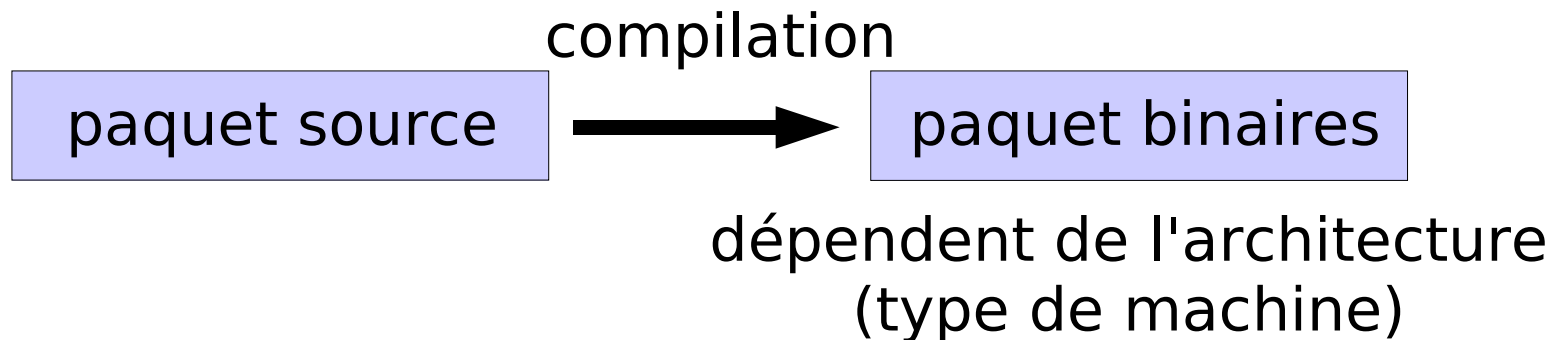 compilation
paquet source
paquet binaires
dépendent de l'architecture
(type de machine)